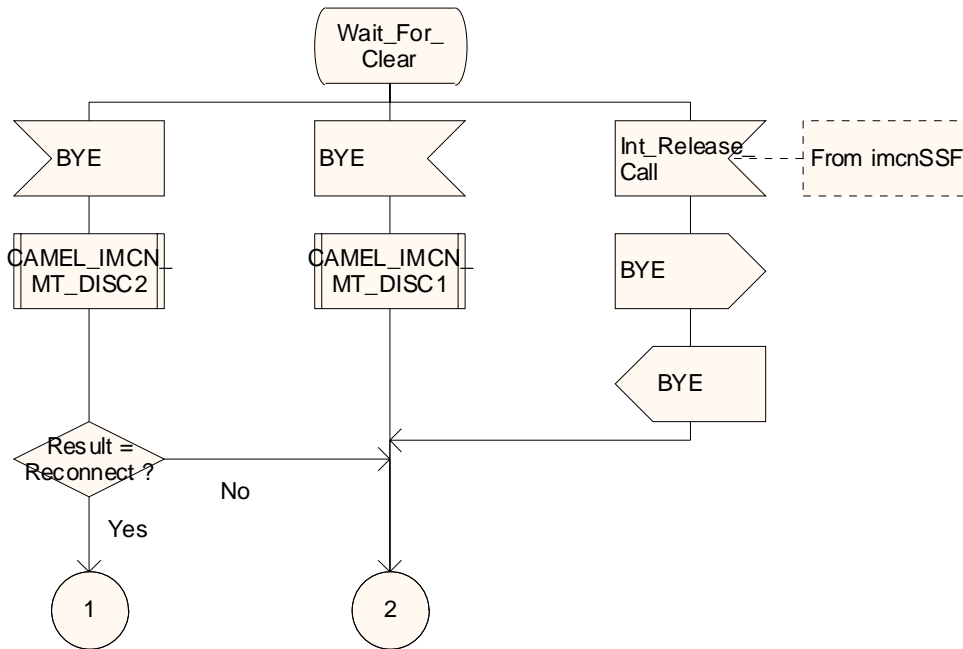 Wait_For_
Clear
BYE
BYE
Int_Release_
Call
From imcnSSF
CAMEL_IMCN_
MT_DISC2
CAMEL_IMCN_
MT_DISC1
BYE
BYE
Result =
Reconnect ?
No
Yes
1
2